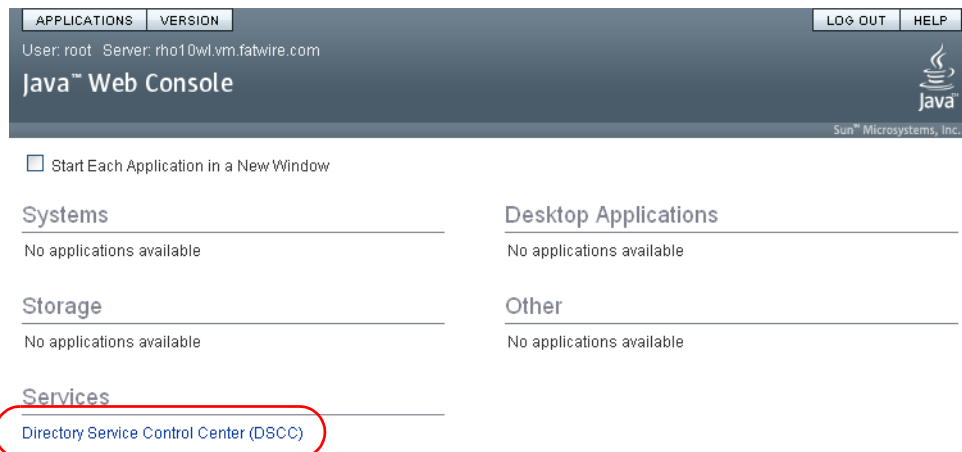 APPLICATIONS VERSION LOG OUT HELP
User: root Server: rho10wl.vm.fatwire.com
Java™ Web Console
Java™
Sun™ Microsystems, Inc.
Start Each Application in a New Window
Systems
No applications available
Desktop Applications
No applications available
Storage
No applications available
Other
No applications available
Services
Directory Service Control Center (DSCC)